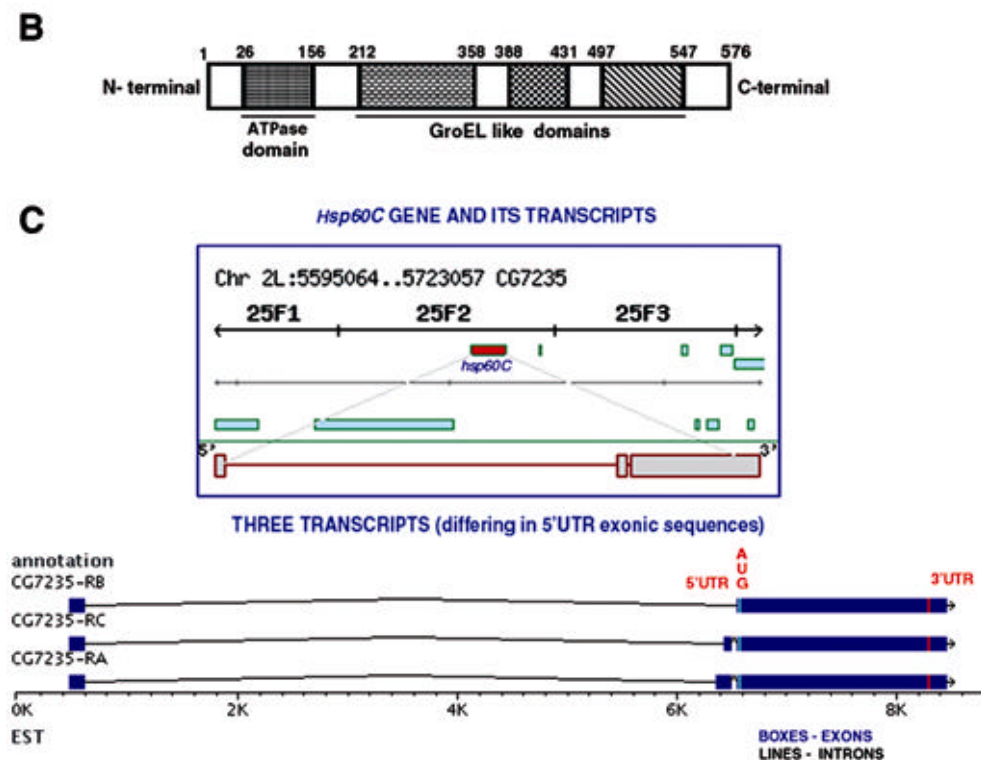 B
1 26 156 212 358 388 431 497 547 576
N- terminal C-terminal
ATPase domain
GroEL like domains
C
Hsp60C GENE AND ITS TRANSCRIPTS
Chr 2L:5595064..5723057 CG7235
25F1 25F2 25F3
hsp60C
5' 3'
THREE TRANSCRIPTS (differing in 5'UTR exonic sequences)
annotation
CG7235-RB
5'UTR AUG 3'UTR
CG7235-RC
CG7235-RA
0K 2K 4K 6K 8K
EST
BOXES - EXONS
LINES - INTRONS